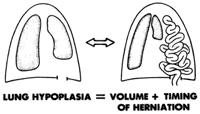 LUNG HYPOPLASIA = VOLUME + TIMING
OF HERNIATION